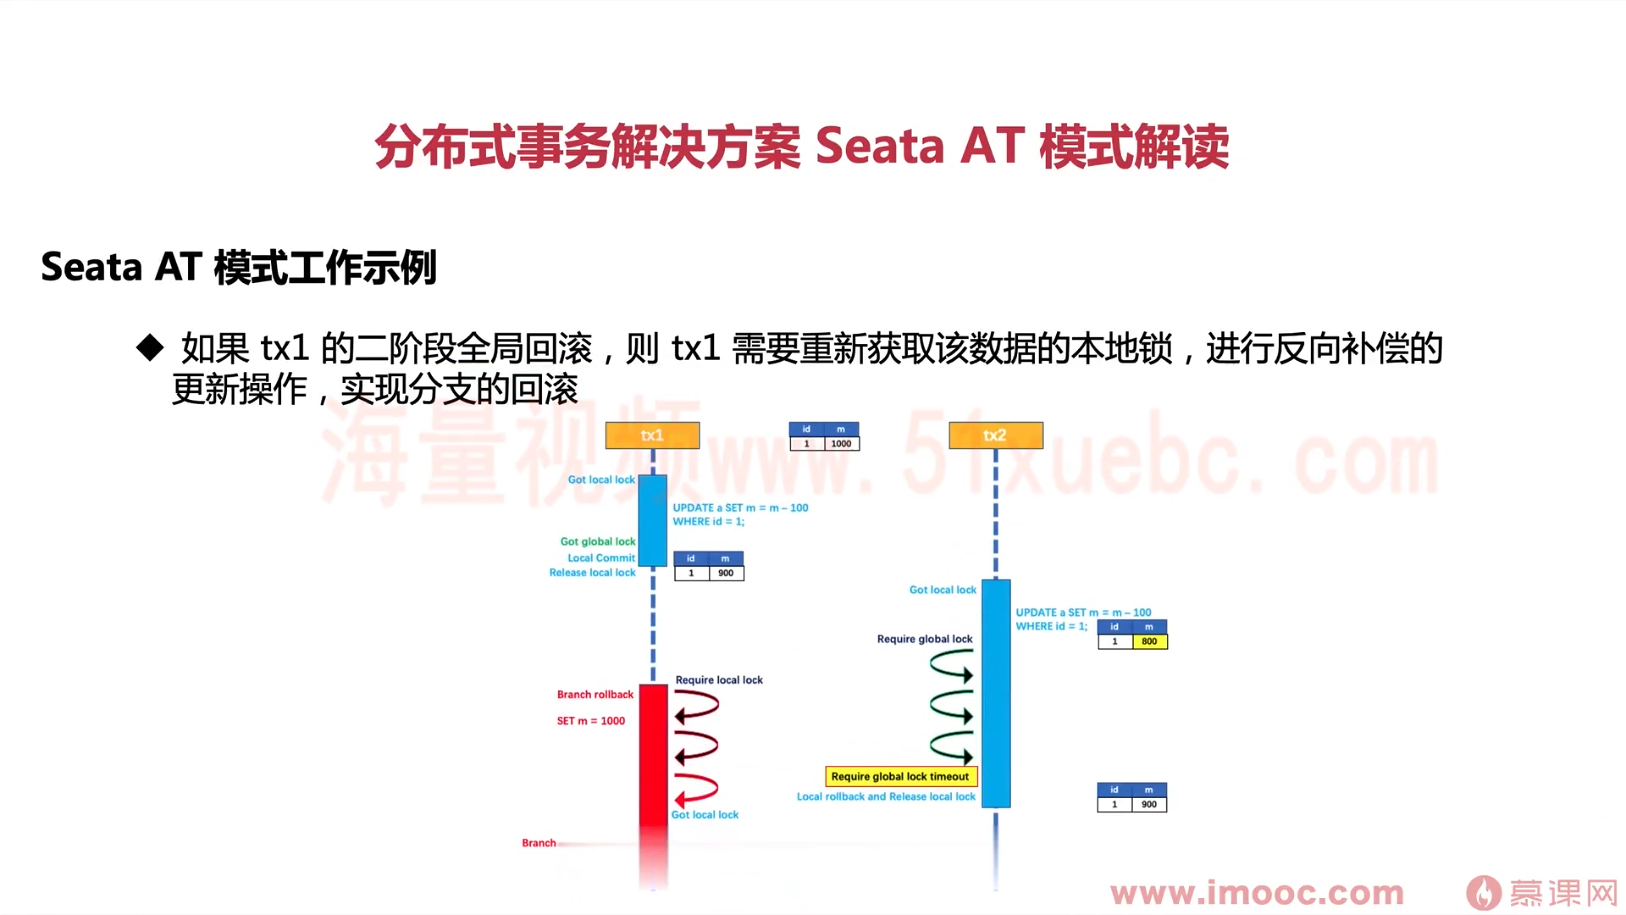 分布式事务解决方案 Seata AT 模式解读
Seata AT 模式工作示例
◆ 如果 tx1 的二阶段全局回滚，则 tx1 需要重新获取该数据的本地锁，进行反向补偿的
更新操作，实现分支的回滚
海量视频www.51xuebc.com
tx1
id m
1 1000
tx2
Got local lock
UPDATE a SET m = m – 100
WHERE id = 1;
Got global lock
Local Commit
Release local lock
id m
1 900
Got local lock
UPDATE a SET m = m – 100
WHERE id = 1;
id m
1 800
Require global lock
Require local lock
Branch rollback
SET m = 1000
Require global lock timeout
Local rollback and Release local lock
id m
1 900
Got local lock
Branch
www.imooc.com
慕课网